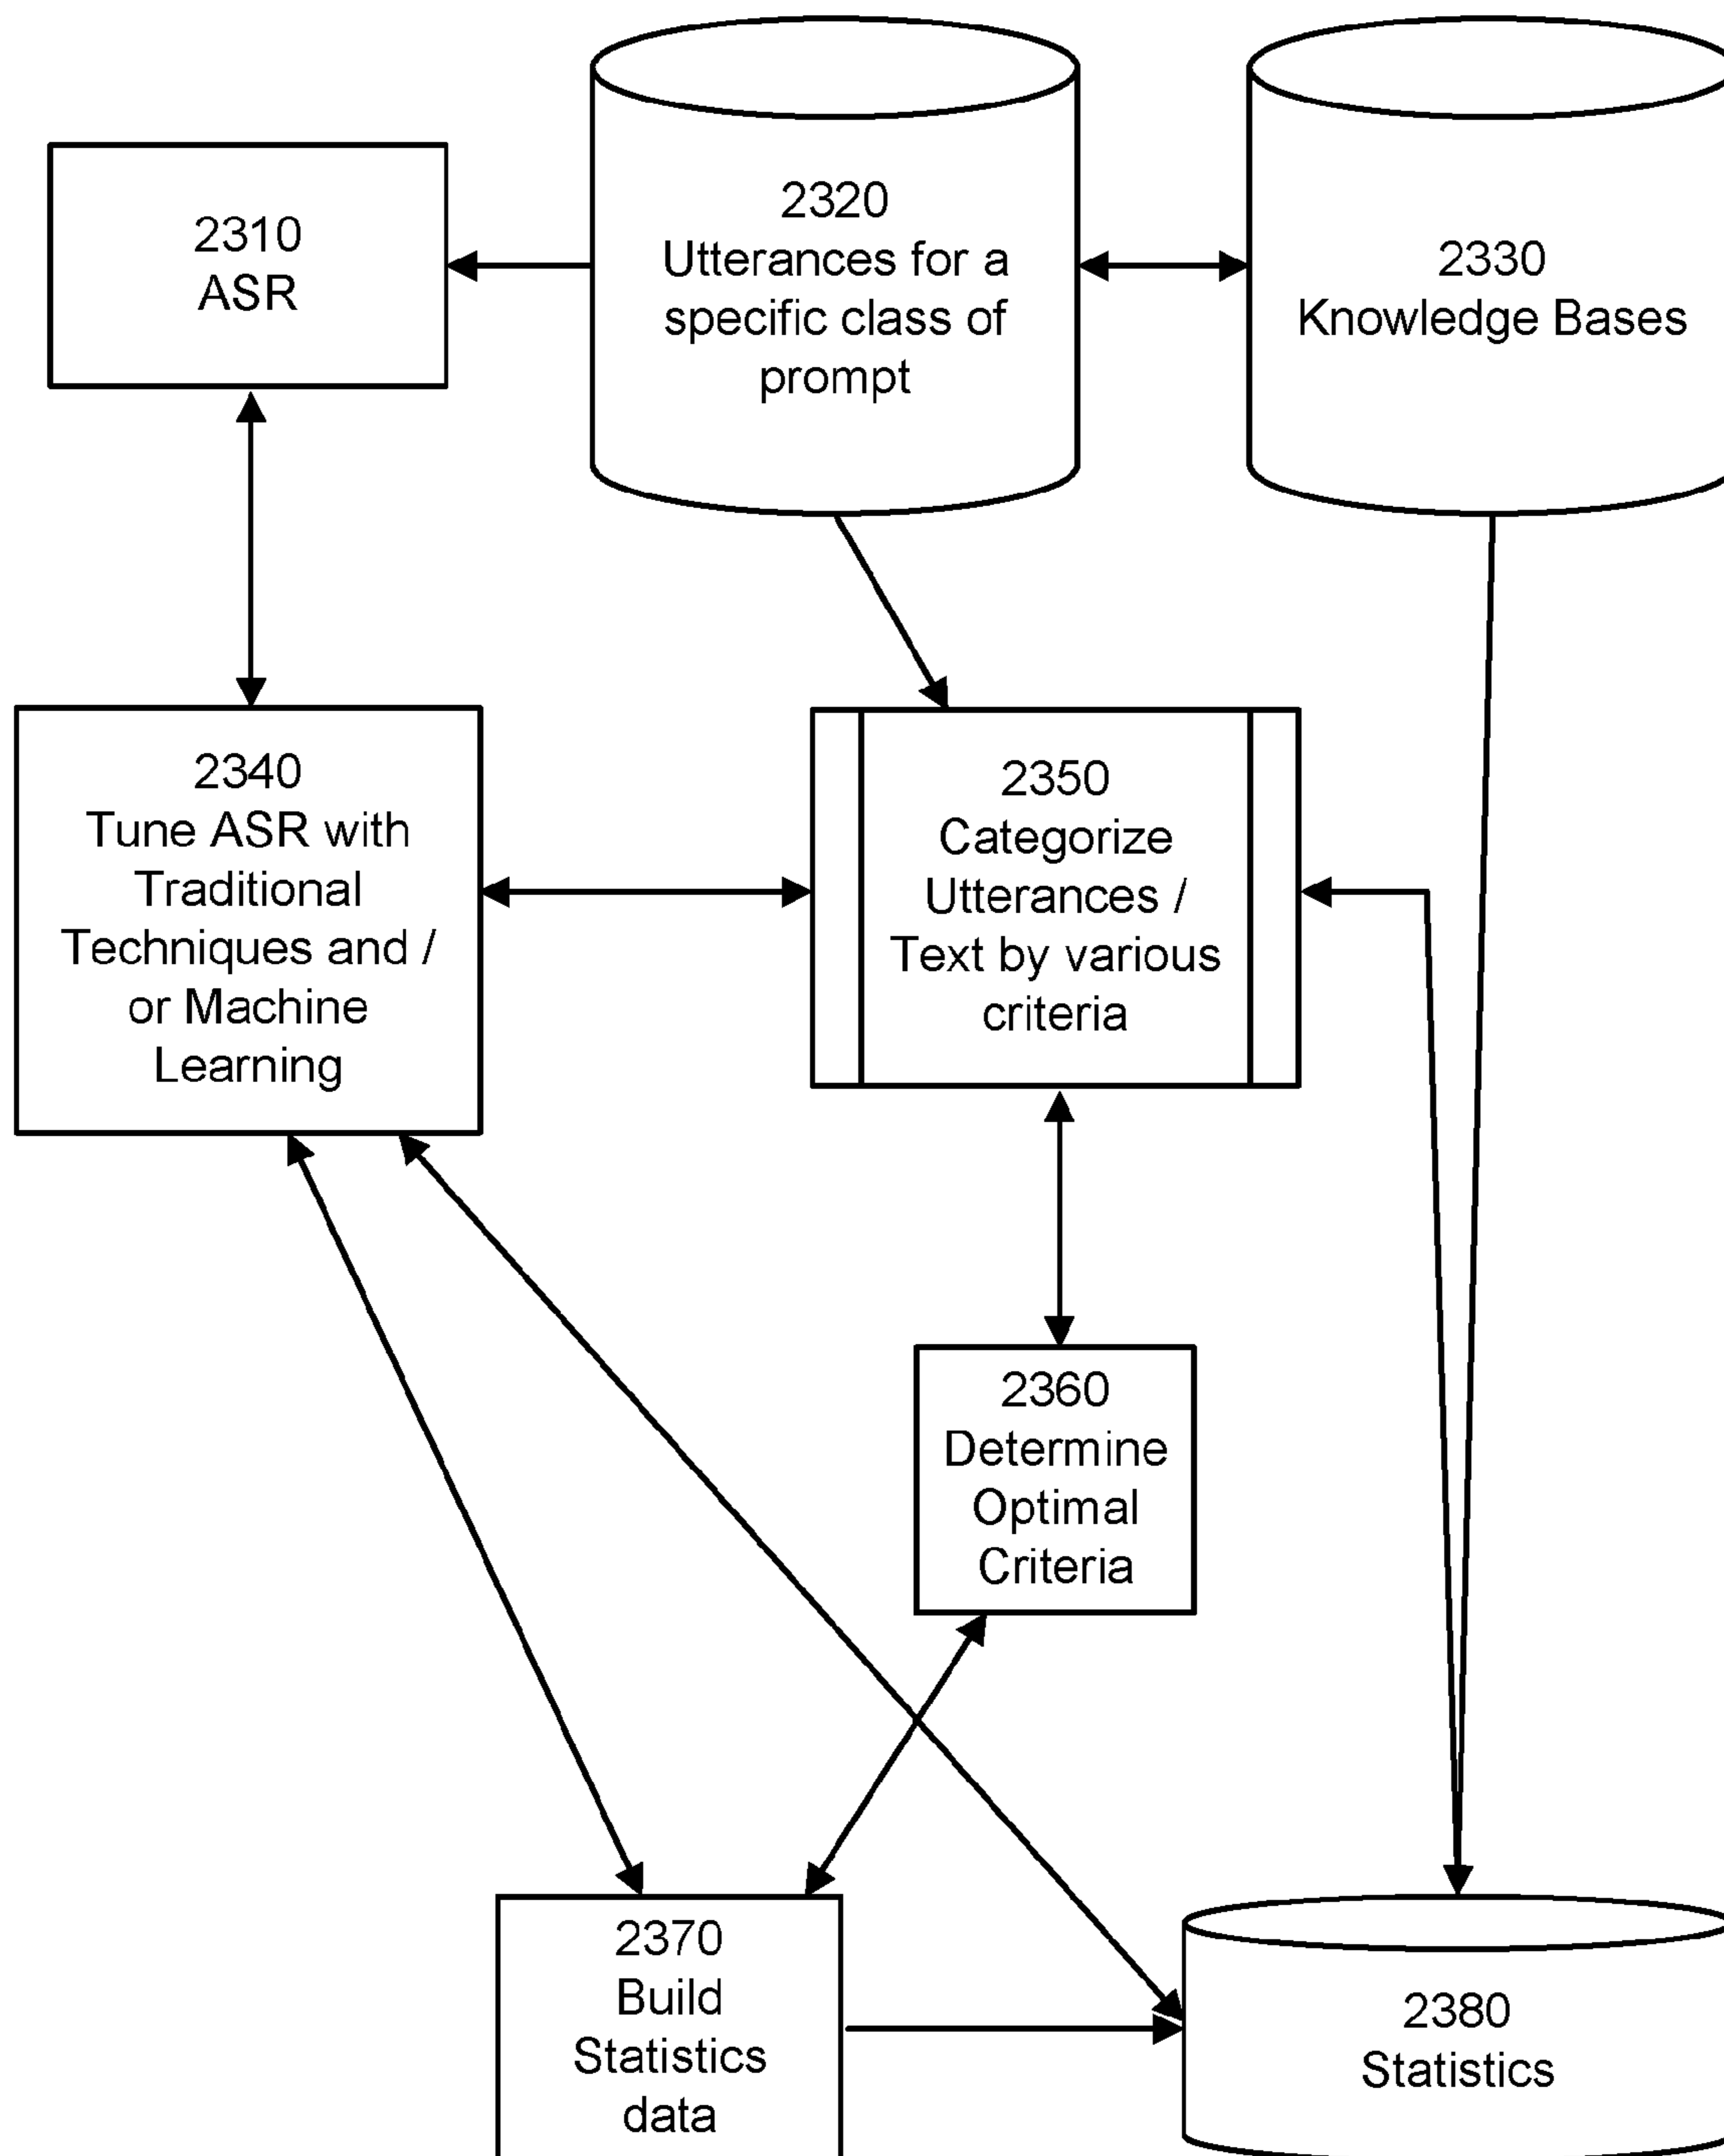 2310
ASR
2320
Utterances for a
specific class of
prompt
2330
Knowledge Bases
2340
Tune ASR with
Traditional
Techniques and /
or Machine
Learning
2350
Categorize
Utterances /
Text by various
criteria
2360
Determine
Optimal
Criteria
2370
Build
Statistics
data
2380
Statistics